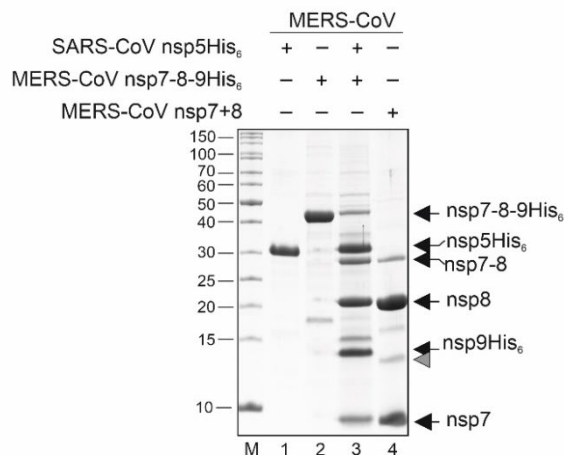 MERS-CoV
SARS-CoV nsp5His₆ + – + –
MERS-CoV nsp7-8-9His₆ – + + –
MERS-CoV nsp7+8 – – – +
150
100
70
60
50
40
30
25
20
15
10
nsp7-8-9His₆
nsp5His₆
nsp7-8
nsp8
nsp9His₆
nsp7
M 1 2 3 4